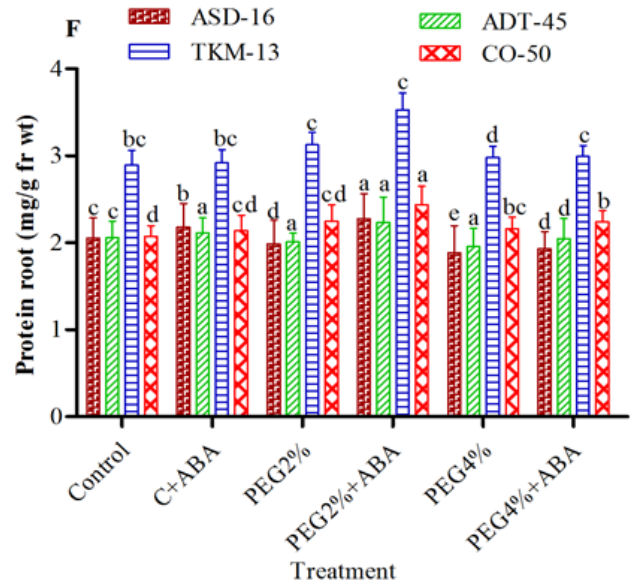 F
ASD-16
ADT-45
TKM-13
CO-50
Protein root (mg/g fr wt)
4
3
2
1
0
c c bc d
b a bc cd
e a c cd
a a c a
e a d bc
d d c b
Control
C+ABA
PEG2%
PEG2%+ABA
PEG4%
PEG4%+ABA
Treatment